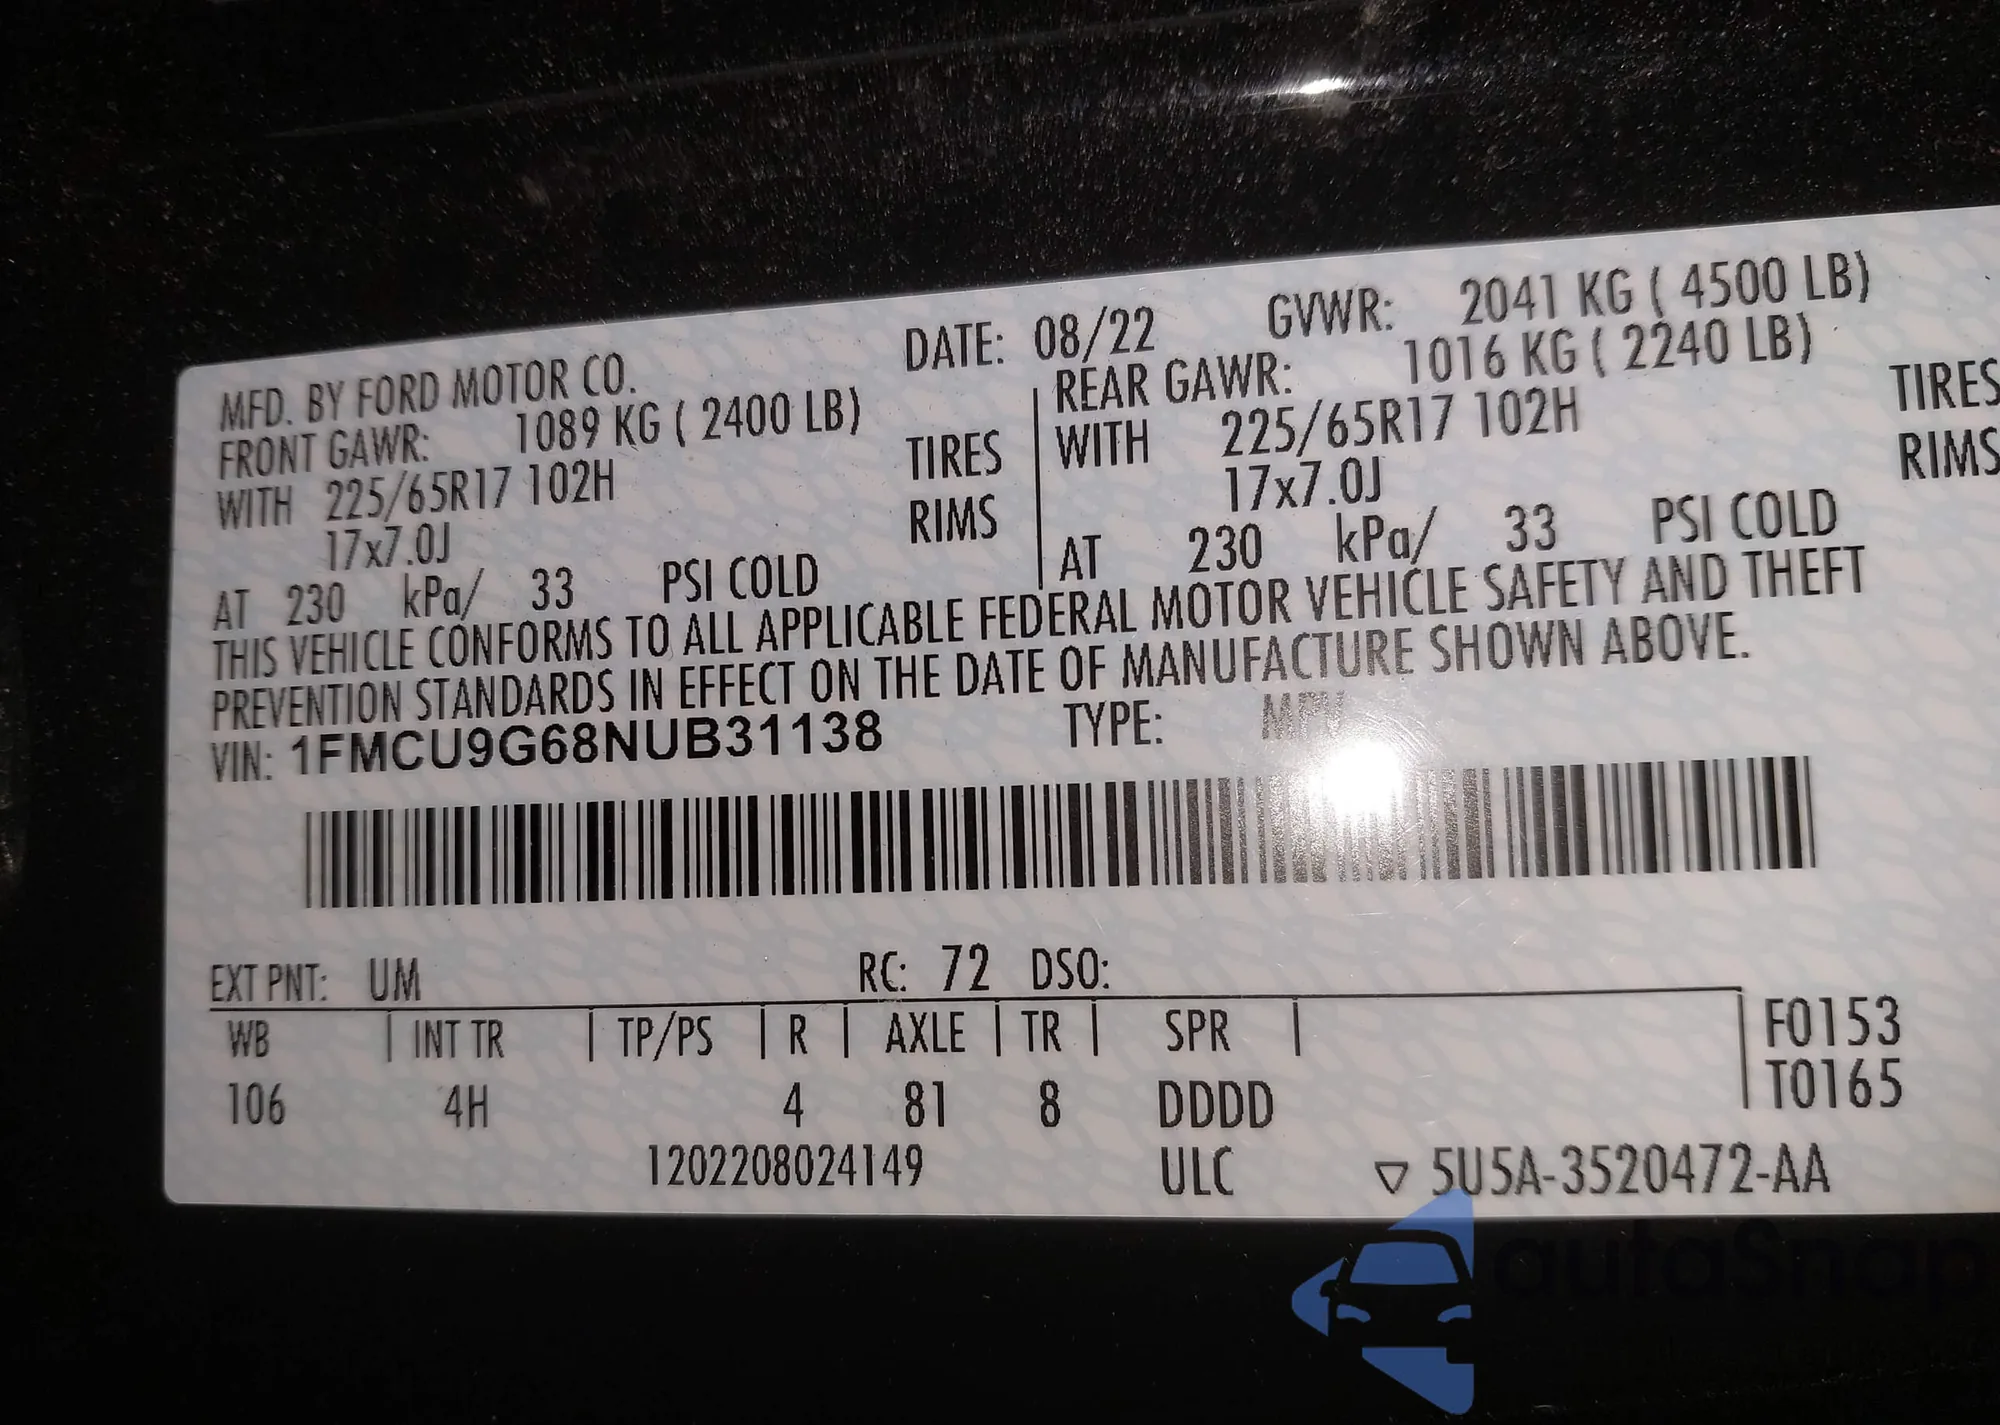 MFD. BY FORD MOTOR CO. DATE: 08/22 GVWR: 2041 KG ( 4500 LB)
FRONT GAWR: 1089 KG ( 2400 LB) REAR GAWR: 1016 KG ( 2240 LB)
WITH 225/65R17 102H TIRES WITH 225/65R17 102H TIRES
17x7.0J RIMS 17x7.0J RIMS
AT 230 kPa/ 33 PSI COLD AT 230 kPa/ 33 PSI COLD
THIS VEHICLE CONFORMS TO ALL APPLICABLE FEDERAL MOTOR VEHICLE SAFETY AND THEFT
PREVENTION STANDARDS IN EFFECT ON THE DATE OF MANUFACTURE SHOWN ABOVE.
VIN: 1FMCU9G68NUB31138 TYPE: MPV
EXT PNT: UM RC: 72 DSO:
WB INT TR TP/PS R AXLE TR SPR F0153
106 4H 4 81 8 DDDD T0165
1202208024149 ULC ▽ 5U5A-3520472-AA
autoSnap